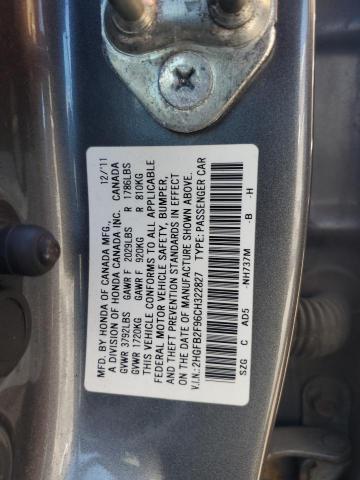 MFD. BY HONDA OF CANADA MFG., 12/'11
A DIVISION OF HONDA CANADA INC. CANADA
GVWR 3792LBS GAWR F 2029LBS R 1786LBS
GVWR 1720KG GAWR F 920KG R 810KG
THIS VEHICLE CONFORMS TO ALL APPLICABLE
FEDERAL MOTOR VEHICLE SAFETY, BUMPER,
AND THEFT PREVENTION STANDARDS IN EFFECT
ON THE DATE OF MANUFACTURE SHOWN ABOVE.
V.I.N.:2HGFB2F96CH322827 TYPE:PASSENGER CAR
SZG C AD5 -NH737M -B -H